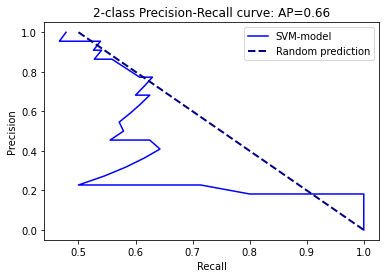 2-class Precision-Recall curve: AP=0.66
SVM-model
Random prediction
Precision
1.0
0.8
0.6
0.4
0.2
0.0
0.5
0.6
0.7
0.8
0.9
1.0
Recall